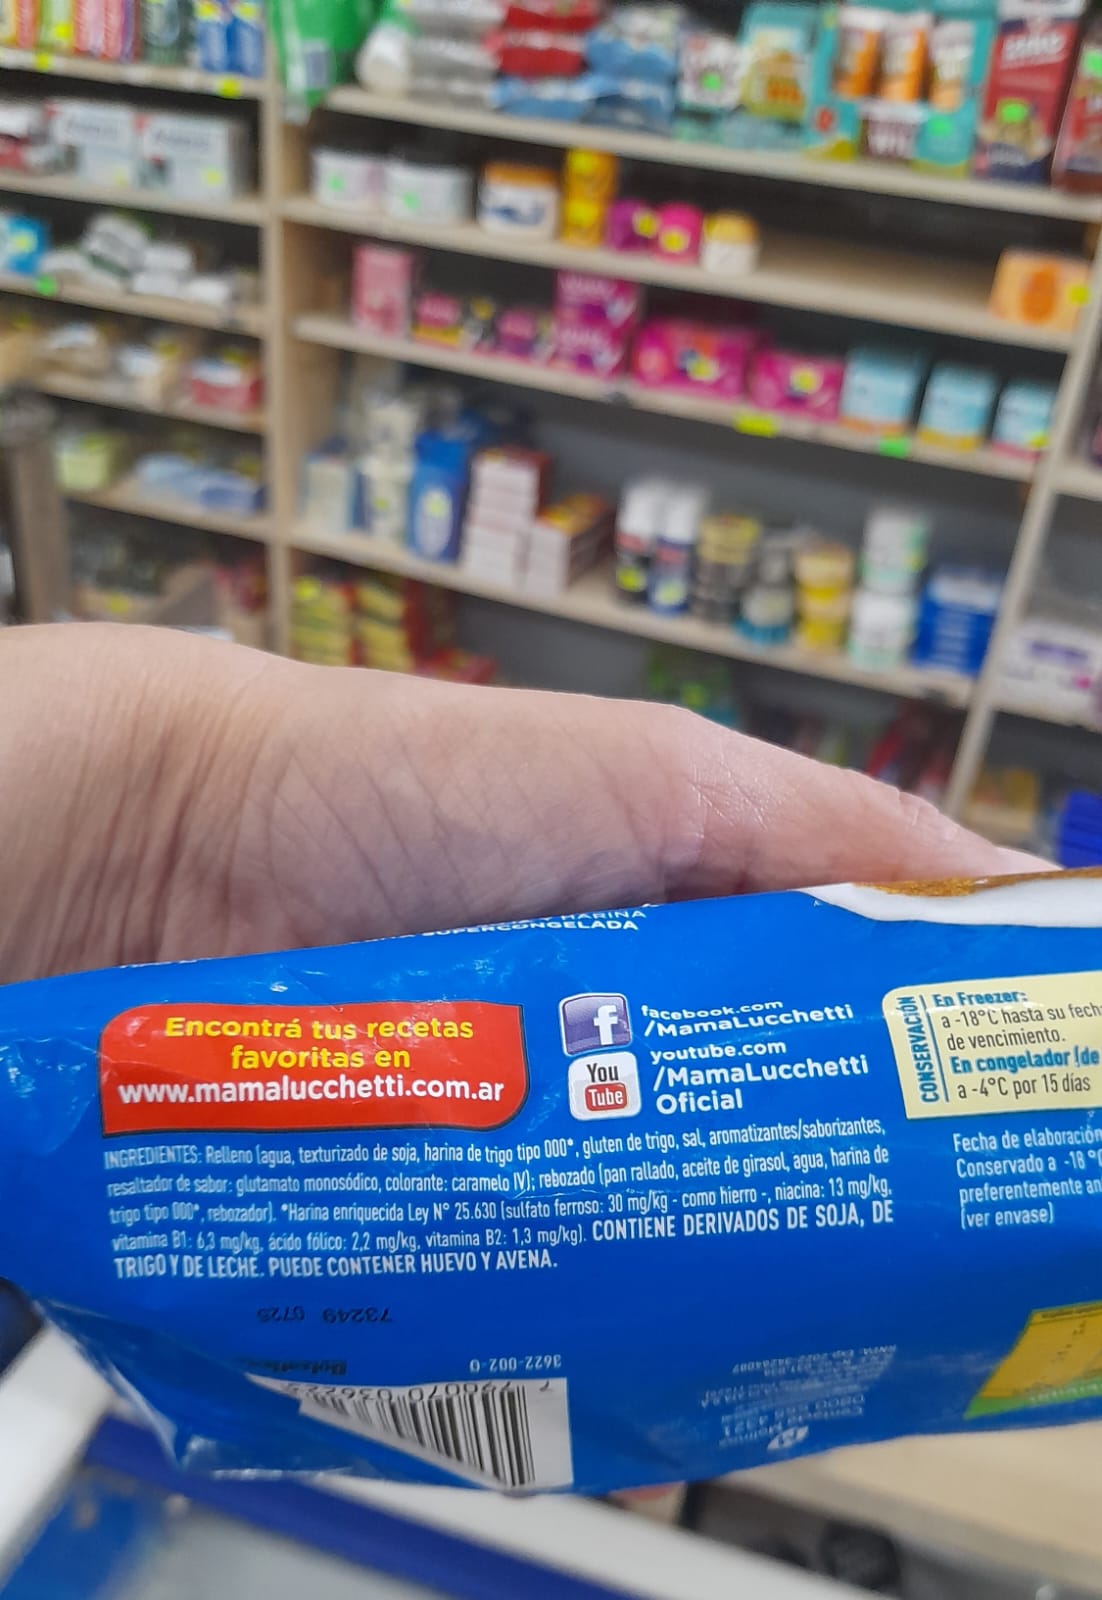 HARINA
SUPERCONGELADA
Encontrá tus recetas
favoritas en
www.mamalucchetti.com.ar
facebook.com
/MamaLucchetti
You
Tube
youtube.com
/MamaLucchetti
Oficial
CONSERVACIÓN
En Freezer:
a -18°C hasta su fech
de vencimiento.
En congelador (de
a -4°C por 15 días
INGREDIENTES: Relleno (agua, texturizado de soja, harina de trigo tipo 000*, gluten de trigo, sal, aromatizantes/saborizantes,
resaltador de sabor: glutamato monosódico, colorante: caramelo IV); rebozado (pan rallado, aceite de girasol, agua, harina de
trigo tipo 000*, rebozador). *Harina enriquecida Ley N° 25.630 (sulfato ferroso: 30 mg/kg - como hierro -, niacina: 13 mg/kg,
vitamina B1: 6,3 mg/kg, ácido fólico: 2,2 mg/kg, vitamina B2: 1,3 mg/kg). CONTIENE DERIVADOS DE SOJA, DE
TRIGO Y DE LECHE. PUEDE CONTENER HUEVO Y AVENA.
Fecha de elaboración
Conservado a -18°C
preferentemente an
(ver envase)
73249 0725
3622-002-0
Molinos